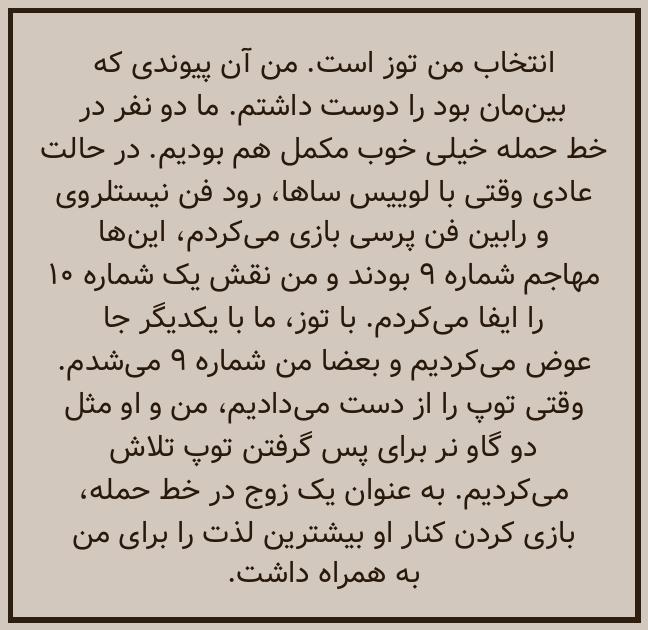 انتخاب من توز است. من آن پیوندی که
بین‌مان بود را دوست داشتم. ما دو نفر در
خط حمله خیلی خوب مکمل هم بودیم. در حالت
عادی وقتی با لوییس ساها، رود فن نیستلروی
و رابین فن پرسی بازی می‌کردم، این‌ها
مهاجم شماره ۹ بودند و من نقش یک شماره ۱۰
را ایفا می‌کردم. با توز، ما با یکدیگر جا
عوض می‌کردیم و بعضا من شماره ۹ می‌شدم.
وقتی توپ را از دست می‌دادیم، من و او مثل
دو گاو نر برای پس گرفتن توپ تلاش
می‌کردیم. به عنوان یک زوج در خط حمله،
بازی کردن کنار او بیشترین لذت را برای من
به همراه داشت.